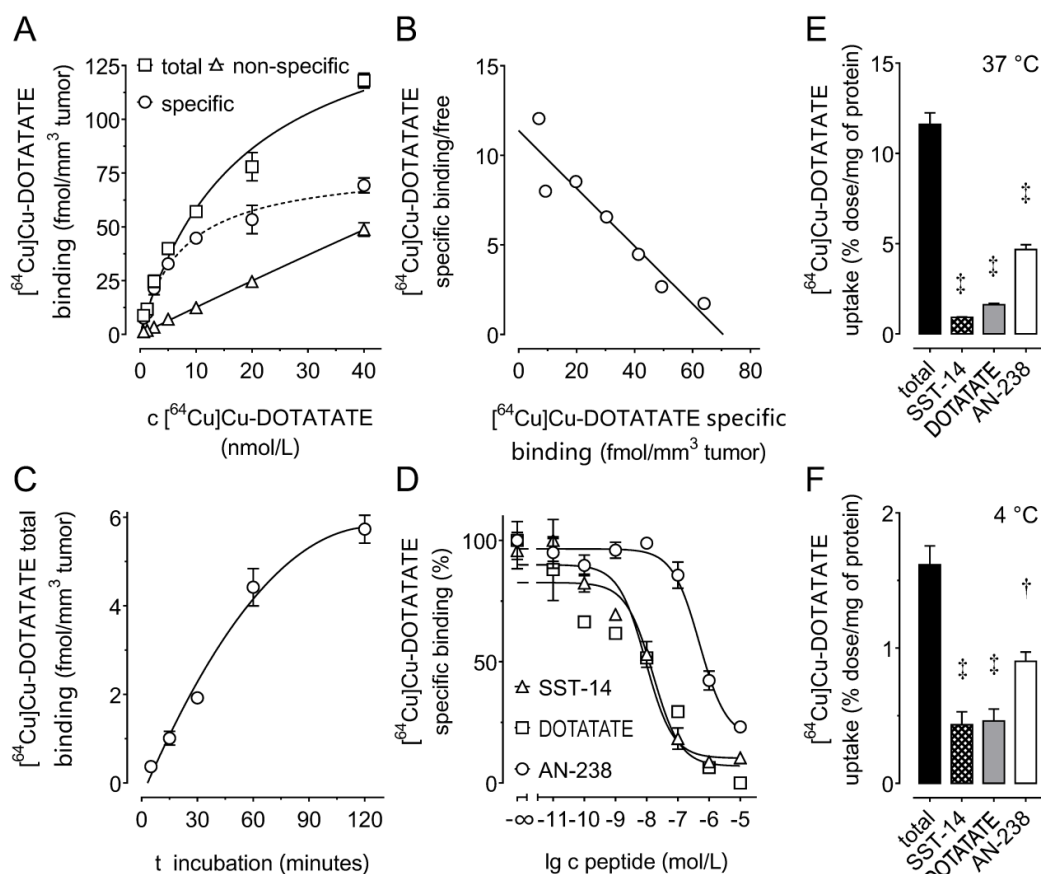 A
[⁶⁴Cu]Cu-DOTATATE
binding (fmol/mm³ tumor)
total
non-specific
specific
125
100
75
50
25
0
0 10 20 30 40
c [⁶⁴Cu]Cu-DOTATATE
(nmol/L)
B
[⁶⁴Cu]Cu-DOTATATE
specific binding/free
15
10
5
0
0 20 40 60 80
[⁶⁴Cu]Cu-DOTATATE specific
binding (fmol/mm³ tumor)
E
37 °C
[⁶⁴Cu]Cu-DOTATATE
uptake (% dose/mg of protein)
15
10
5
0
‡
‡
‡
total
SST-14
DOTATATE
AN-238
C
[⁶⁴Cu]Cu-DOTATATE total
binding (fmol/mm³ tumor)
6
4
2
0
0 30 60 90 120
t incubation (minutes)
D
[⁶⁴Cu]Cu-DOTATATE
specific binding (%)
100
50
0
SST-14
DOTATATE
AN-238
-∞ -11 -10 -9 -8 -7 -6 -5
lg c peptide (mol/L)
F
4 °C
[⁶⁴Cu]Cu-DOTATATE
uptake (% dose/mg of protein)
2
1
0
‡
‡
†
total
SST-14
DOTATATE
AN-238